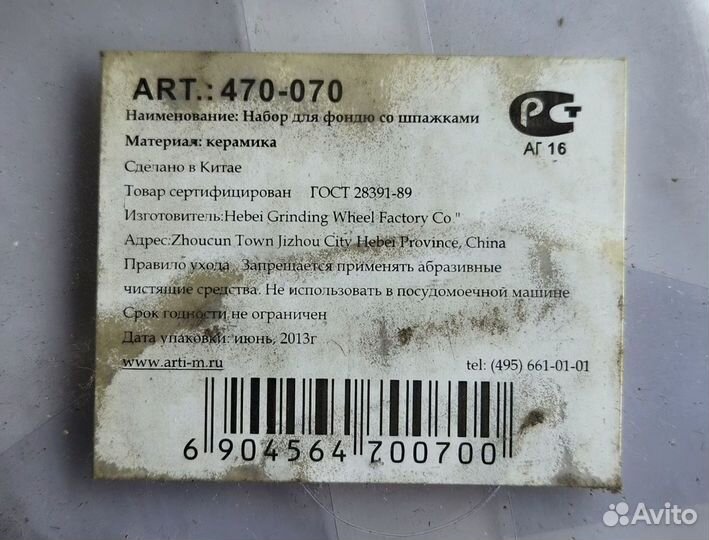 ART.: 470-070
Наименование: Набор для фондю со шпажками
Материал: керамика
РСТ
АГ 16
Сделано в Китае
Товар сертифицирован ГОСТ 28391-89
Изготовитель:Hebei Grinding Wheel Factory Co "
Адрес:Zhoucun Town Jizhou City Hebei Province, China
Правило ухода Запрещается применять абразивные
чистящие средства. Не использовать в посудомоечной машине
Срок годности не ограничен
Дата упаковки: июнь, 2013г
www.arti-m.ru tel: (495) 661-01-01
6 904564 700700
Avito